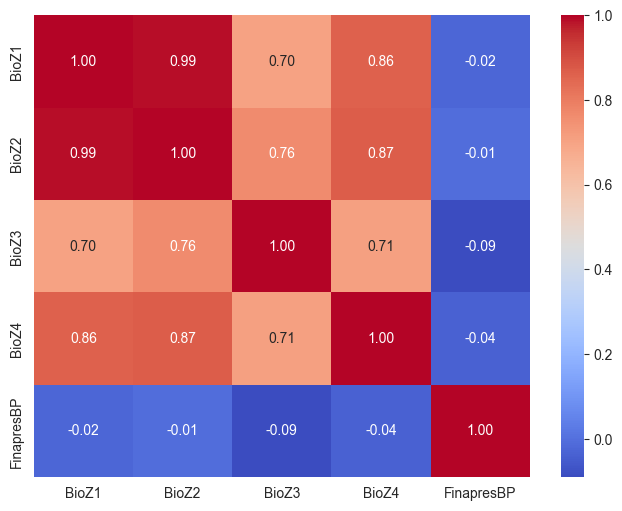 BioZ1 1.00 0.99 0.70 0.86 -0.02
BioZ2 0.99 1.00 0.76 0.87 -0.01
BioZ3 0.70 0.76 1.00 0.71 -0.09
BioZ4 0.86 0.87 0.71 1.00 -0.04
FinapresBP -0.02 -0.01 -0.09 -0.04 1.00
BioZ1 BioZ2 BioZ3 BioZ4 FinapresBP
1.0
0.8
0.6
0.4
0.2
0.0